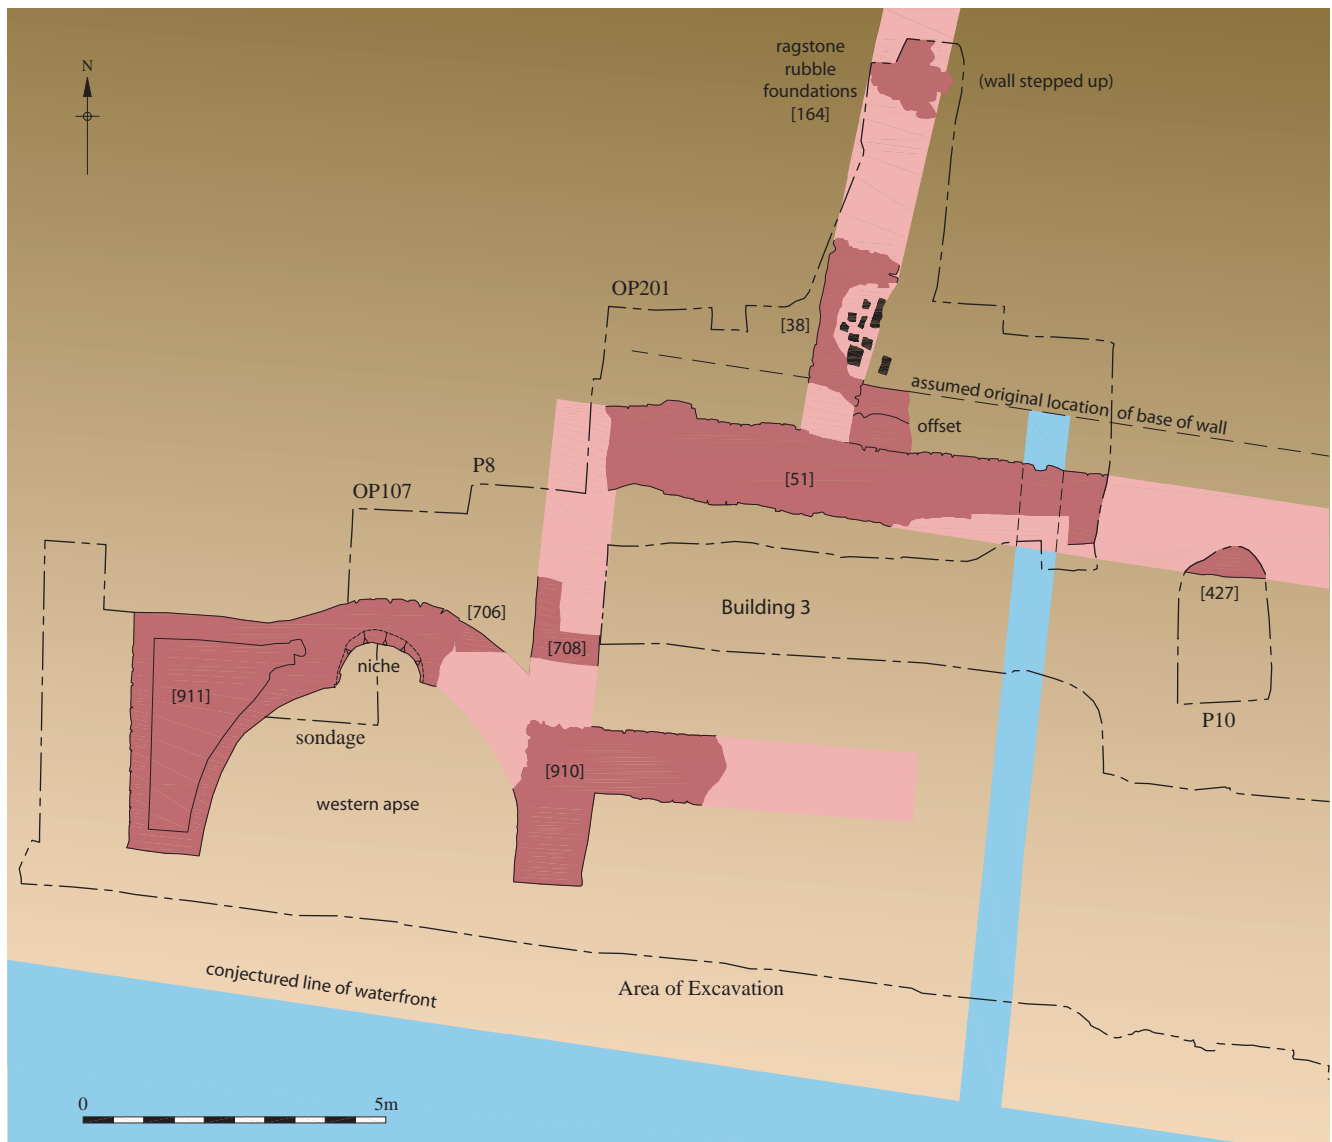 N
ragstone
rubble
foundations
[164]
(wall stepped up)
OP201
[38]
assumed original location of base of wall
offset
P8
[51]
OP107
[706]
Building 3
[427]
[708]
niche
[911]
P10
sondage
[910]
western apse
conjectured line of waterfront
Area of Excavation
0 5m